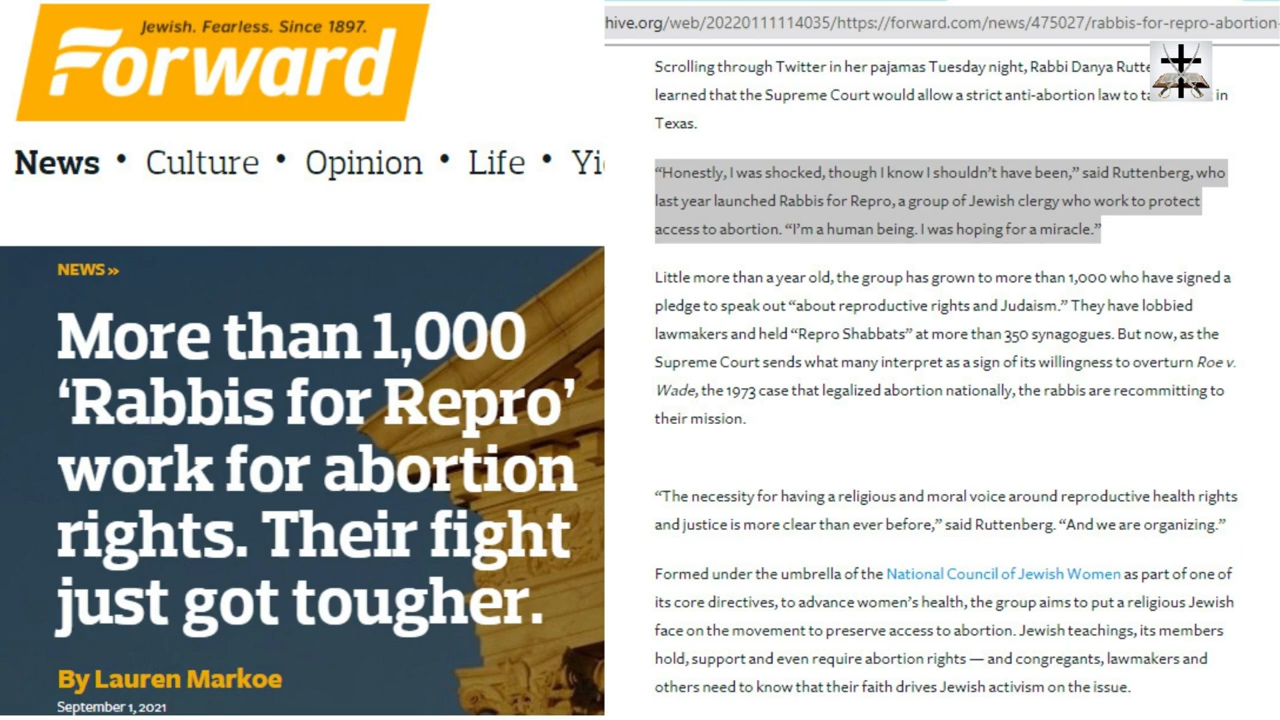 Jewish. Fearless. Since 1897.
Forward
News • Culture • Opinion • Life •
NEWS »
More than 1,000
‘Rabbis for Repro’
work for abortion
rights. Their fight
just got tougher.
By Lauren Markoe
September 1, 2021
hive.org/web/20220111114035/https://forward.com/news/475027/rabbis-for-repro-abortion-
Scrolling through Twitter in her pajamas Tuesday night, Rabbi Danya
learned that the Supreme Court would allow a strict anti-abortion law to in
Texas.
“Honestly, I was shocked, though I know I shouldn’t have been,” said Ruttenberg, who
last year launched Rabbis for Repro, a group of Jewish clergy who work to protect
access to abortion. “I’m a human being. I was hoping for a miracle.”
Little more than a year old, the group has grown to more than 1,000 who have signed a
pledge to speak out “about reproductive rights and Judaism.” They have lobbied
lawmakers and held “Repro Shabbats” at more than 350 synagogues. But now, as the
Supreme Court sends what many interpret as a sign of its willingness to overturn Roe v.
Wade, the 1973 case that legalized abortion nationally, the rabbis are recommitting to
their mission.
“The necessity for having a religious and moral voice around reproductive health rights
and justice is more clear than ever before,” said Ruttenberg. “And we are organizing.”
Formed under the umbrella of the National Council of Jewish Women as part of one of
its core directives, to advance women’s health, the group aims to put a religious Jewish
face on the movement to preserve access to abortion. Jewish teachings, its members
hold, support and even require abortion rights — and congregants, lawmakers and
others need to know that their faith drives Jewish activism on the issue.